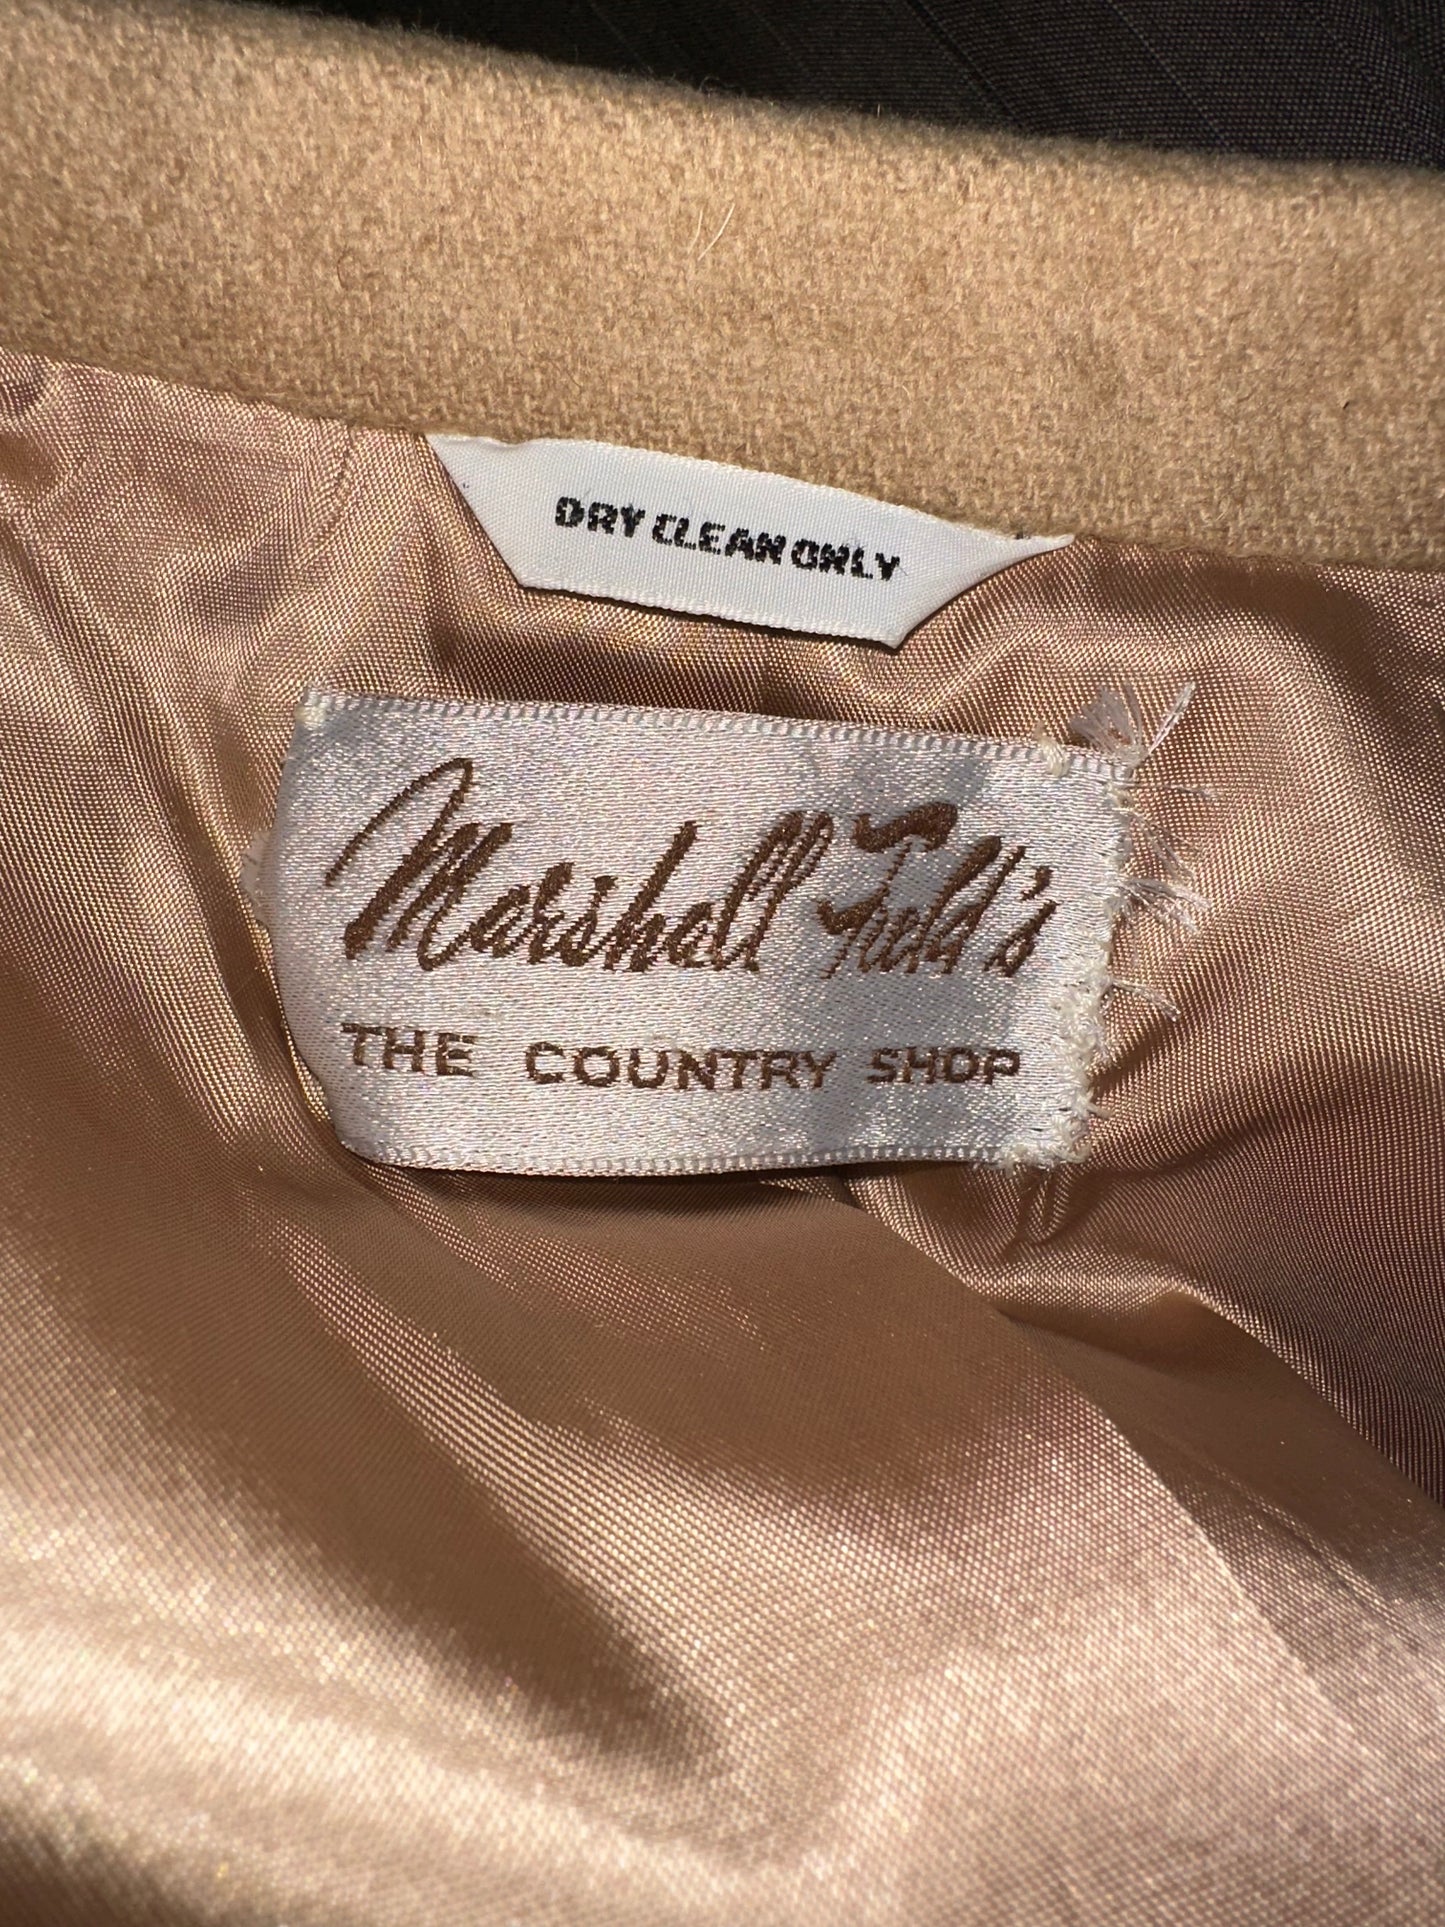 DRY CLEAN ONLY
Marshall Field's
THE COUNTRY SHOP